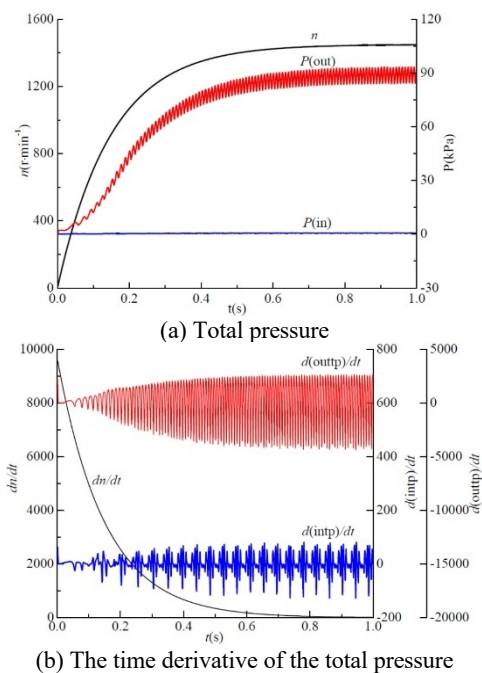 1600
1200
800
400
0
n(r·min⁻¹)
n
P(out)
P(in)
120
90
60
30
0
-30
P(kPa)
0.0 0.2 0.4 0.6 0.8 1.0
t(s)
(a) Total pressure
10000
8000
6000
4000
2000
0
dn/dt
d(outtp)/dt
dn/dt
d(intp)/dt
800
600
400
200
0
-200
d(intp)/dt
5000
0
-5000
-10000
-15000
-20000
d(outtp)/dt
0.0 0.2 0.4 0.6 0.8 1.0
t(s)
(b) The time derivative of the total pressure